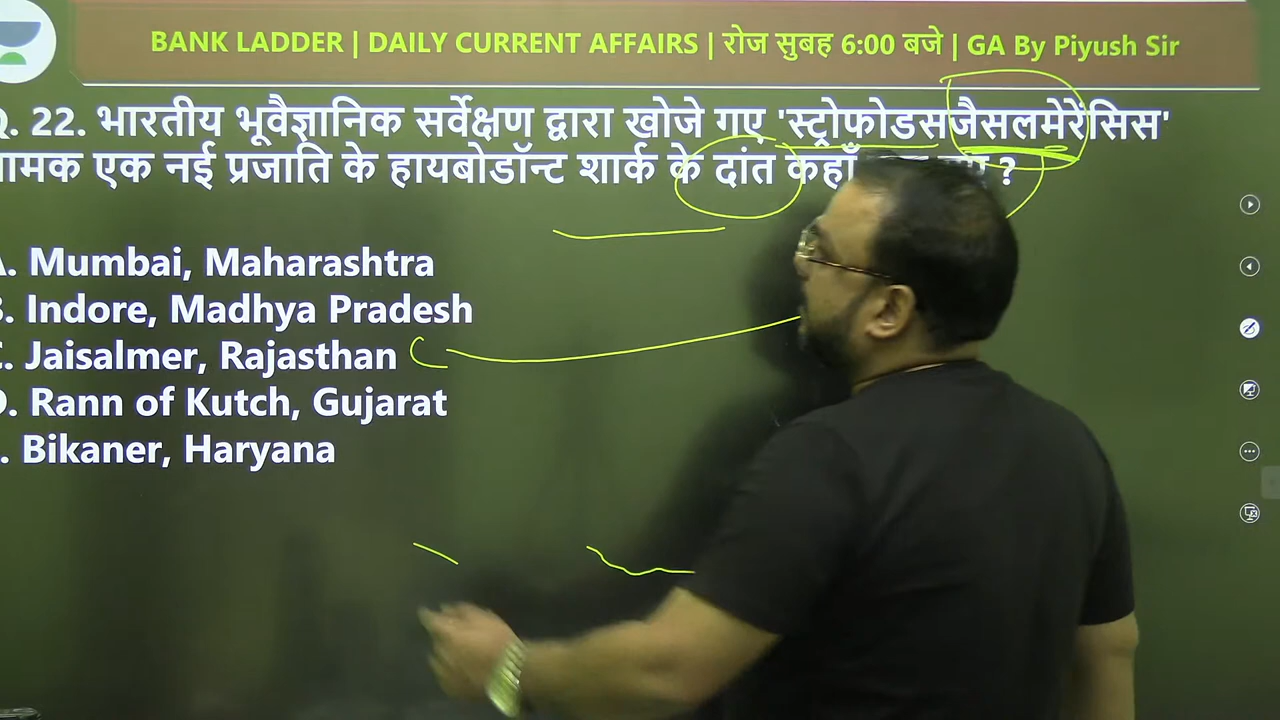 BANK LADDER | DAILY CURRENT AFFAIRS | रोज सुबह 6:00 बजे | GA By Piyush Sir
Q. 22. भारतीय भूवैज्ञानिक सर्वेक्षण द्वारा खोजे गए 'स्ट्रोफोडसजैसलमेरेंसिस'
नामक एक नई प्रजाति के हायबोडॉन्ट शार्क के दांत कहाँ ?
A. Mumbai, Maharashtra
B. Indore, Madhya Pradesh
C. Jaisalmer, Rajasthan
D. Rann of Kutch, Gujarat
. Bikaner, Haryana